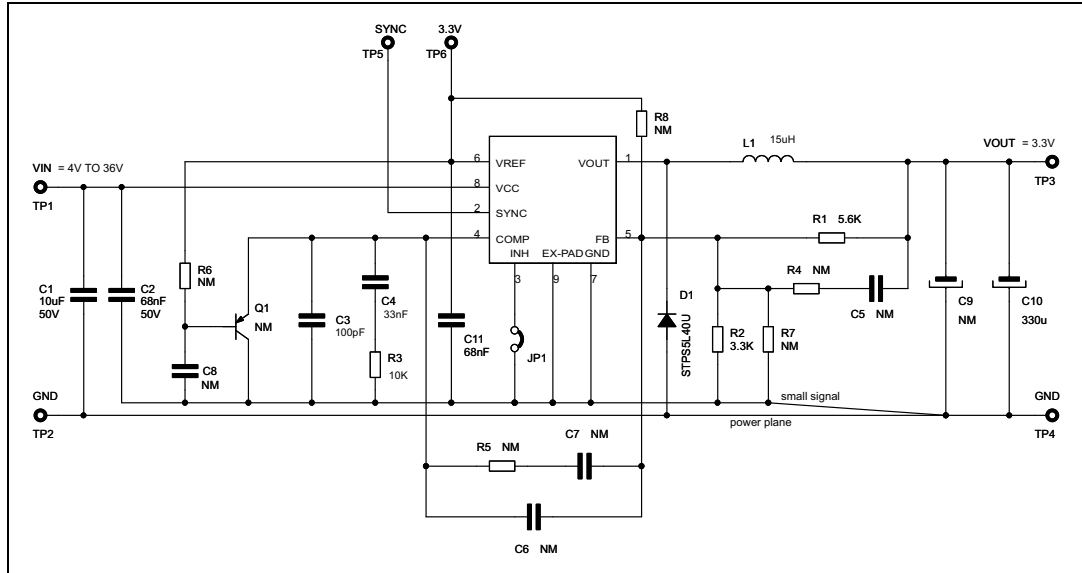 SYNC
TP5
3.3V
TP6
R8
NM
L1
15uH
VIN = 4V TO 36V
TP1
VOUT = 3.3V
TP3
6
VREF
VOUT
1
8
VCC
2
SYNC
4
COMP
FB
5
INH
EX-PAD
GND
3
9
7
R1 5.6K
R4 NM
C5 NM
R6
NM
Q1
NM
C1
10uF
50V
C2
68nF
50V
C3
100pF
C4
33nF
R3
10K
C11
68nF
JP1
D1
STPS5L40U
R2
3.3K
R7
NM
C9
NM
C10
330u
C8
NM
GND
TP2
small signal
power plane
GND
TP4
R5 NM
C7 NM
C6 NM